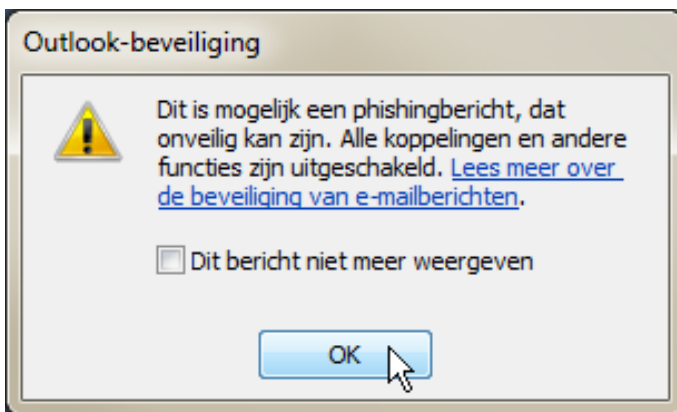 Outlook-beveiliging
Dit is mogelijk een phishingbericht, dat
onveilig kan zijn. Alle koppelingen en andere
functies zijn uitgeschakeld. Lees meer over
de beveiliging van e-mailberichten.
Dit bericht niet meer weergeven
OK